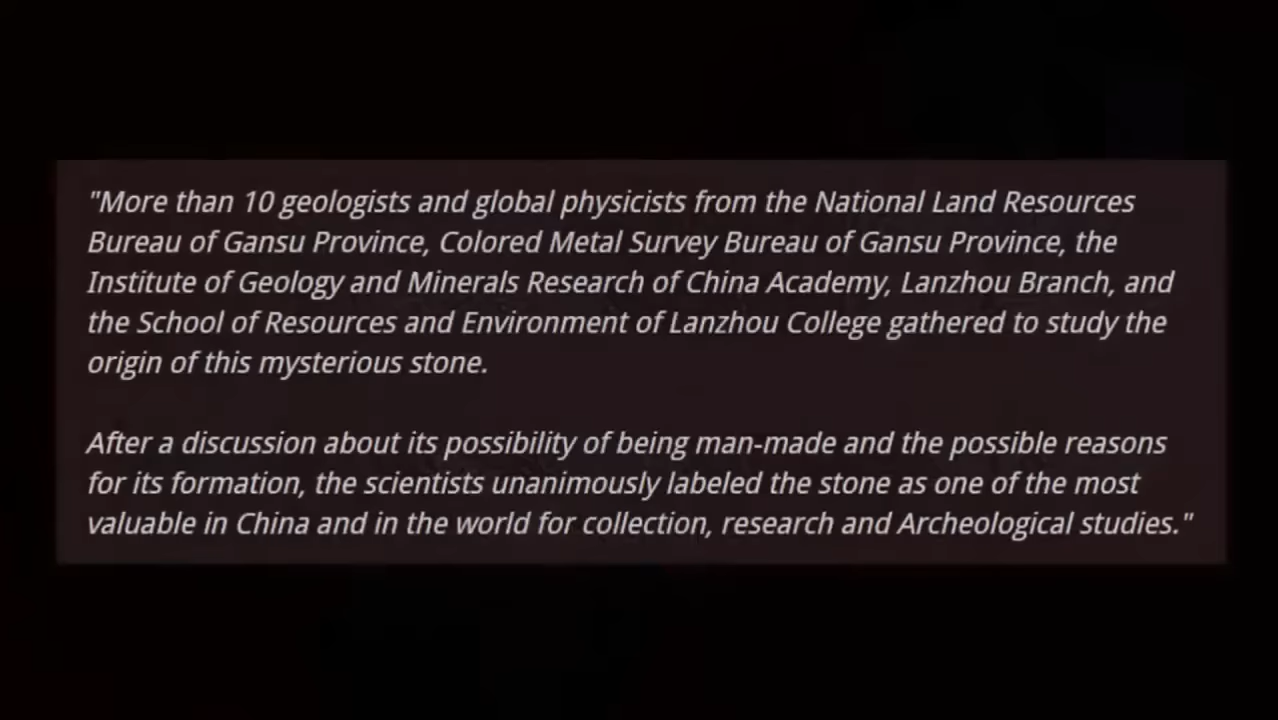 "More than 10 geologists and global physicists from the National Land Resources
Bureau of Gansu Province, Colored Metal Survey Bureau of Gansu Province, the
Institute of Geology and Minerals Research of China Academy, Lanzhou Branch, and
the School of Resources and Environment of Lanzhou College gathered to study the
origin of this mysterious stone.
After a discussion about its possibility of being man-made and the possible reasons
for its formation, the scientists unanimously labeled the stone as one of the most
valuable in China and in the world for collection, research and Archeological studies."